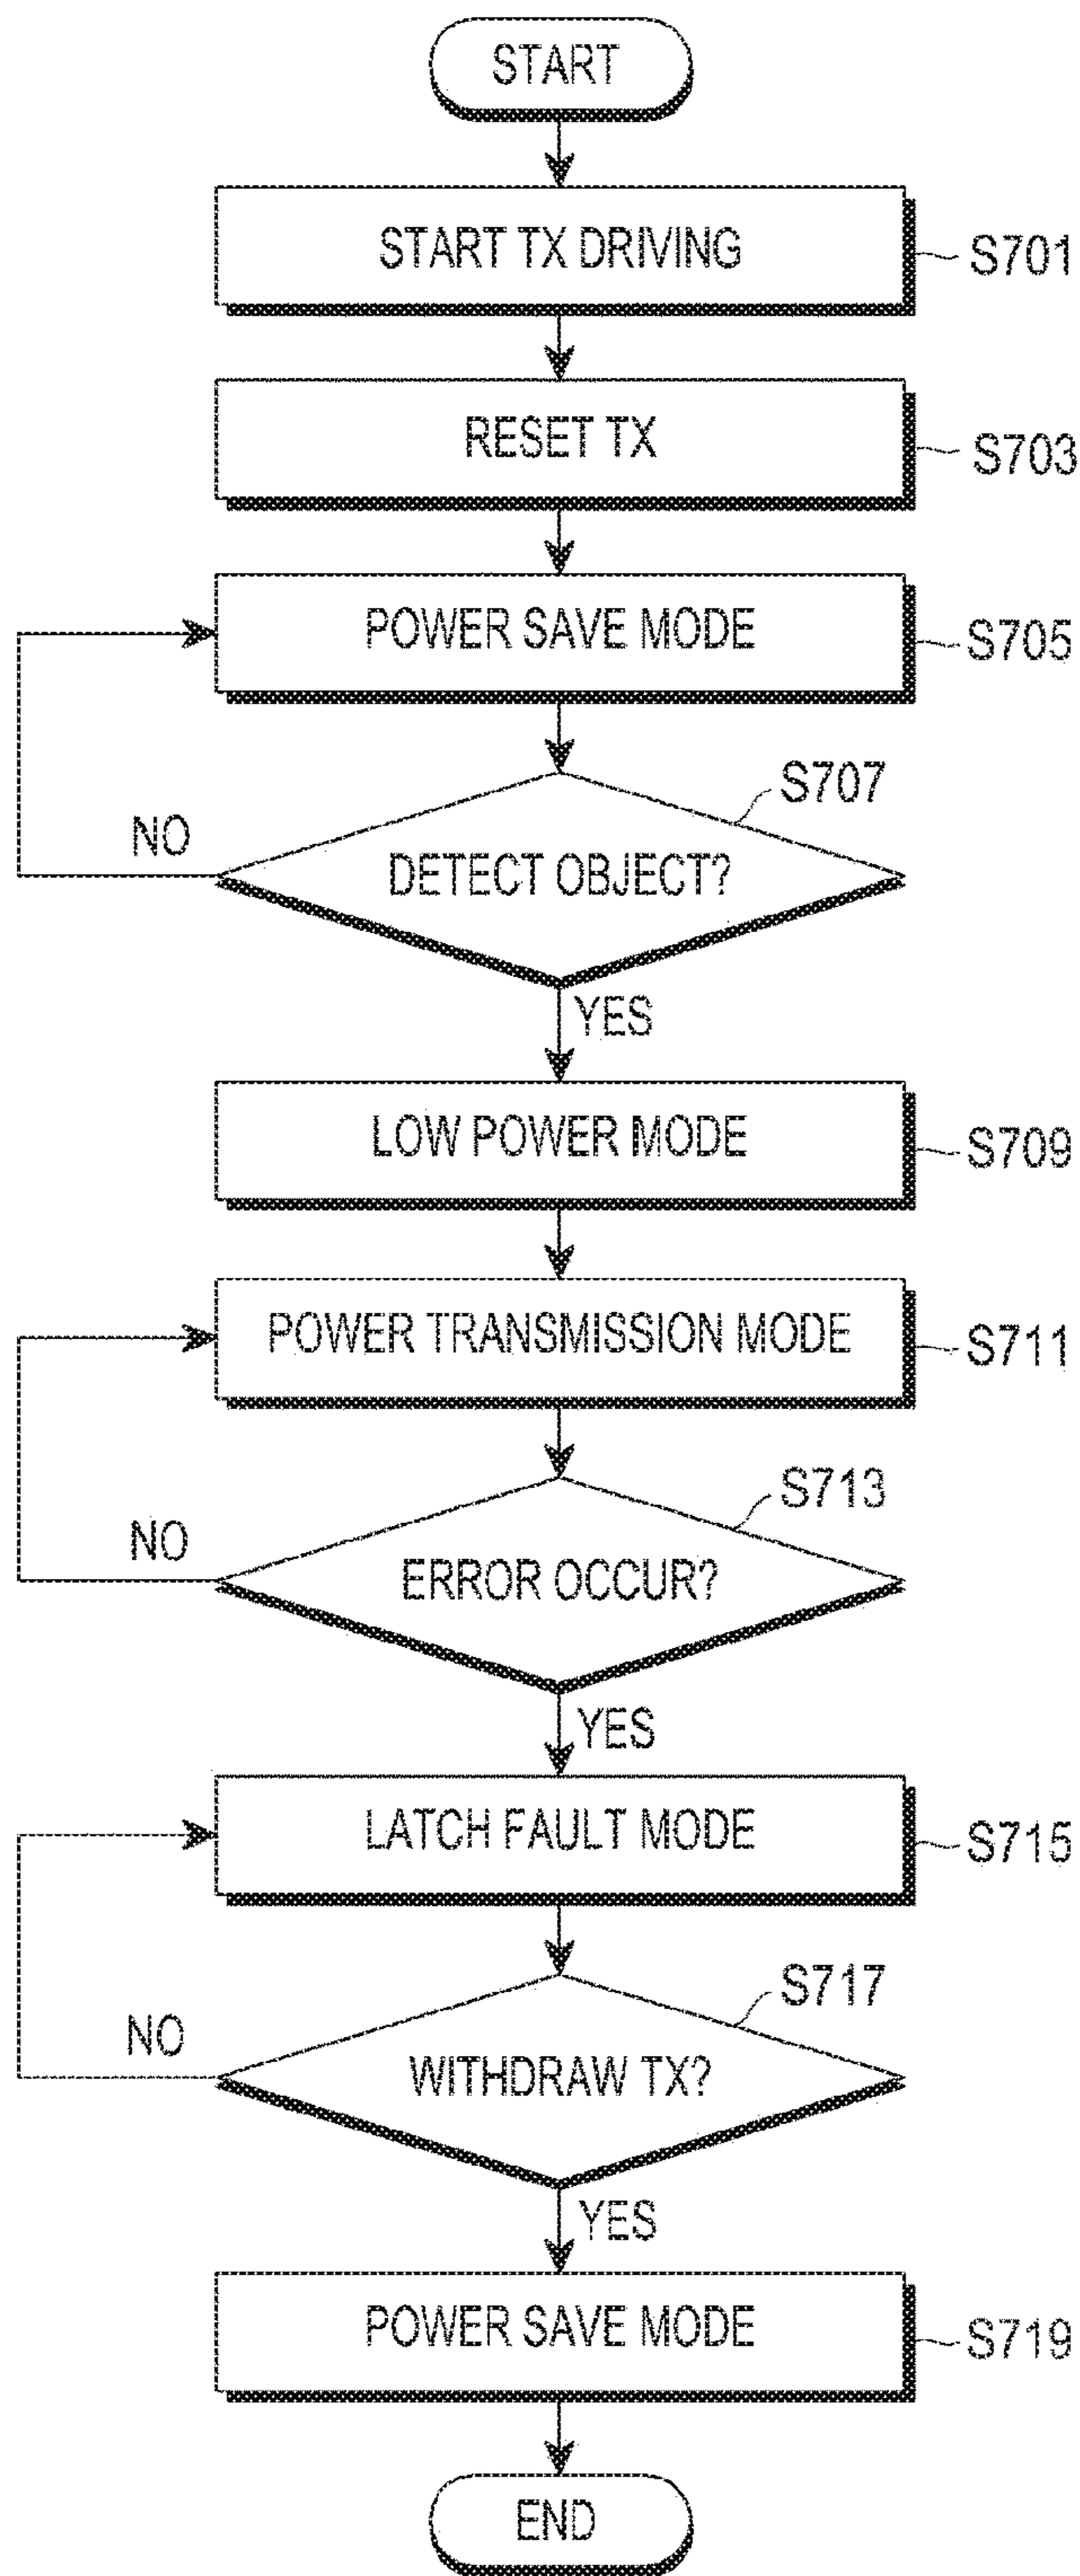 START
START TX DRIVING
S701
RESET TX
S703
POWER SAVE MODE
S705
S707
DETECT OBJECT?
NO
YES
LOW POWER MODE
S709
POWER TRANSMISSION MODE
S711
S713
ERROR OCCUR?
NO
YES
LATCH FAULT MODE
S715
S717
WITHDRAW TX?
NO
YES
POWER SAVE MODE
S719
END